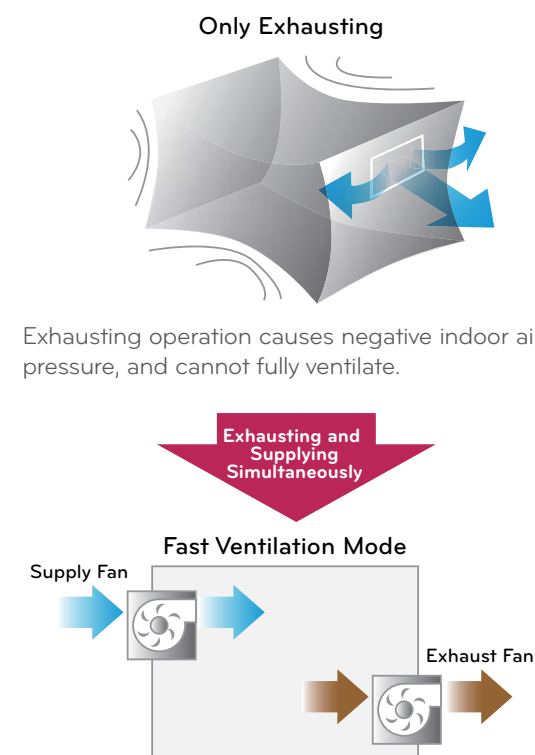 Only Exhausting
Exhausting operation causes negative indoor ai
pressure, and cannot fully ventilate.
Exhausting and
Supplying
Simultaneously
Fast Ventilation Mode
Supply Fan
Exhaust Fan